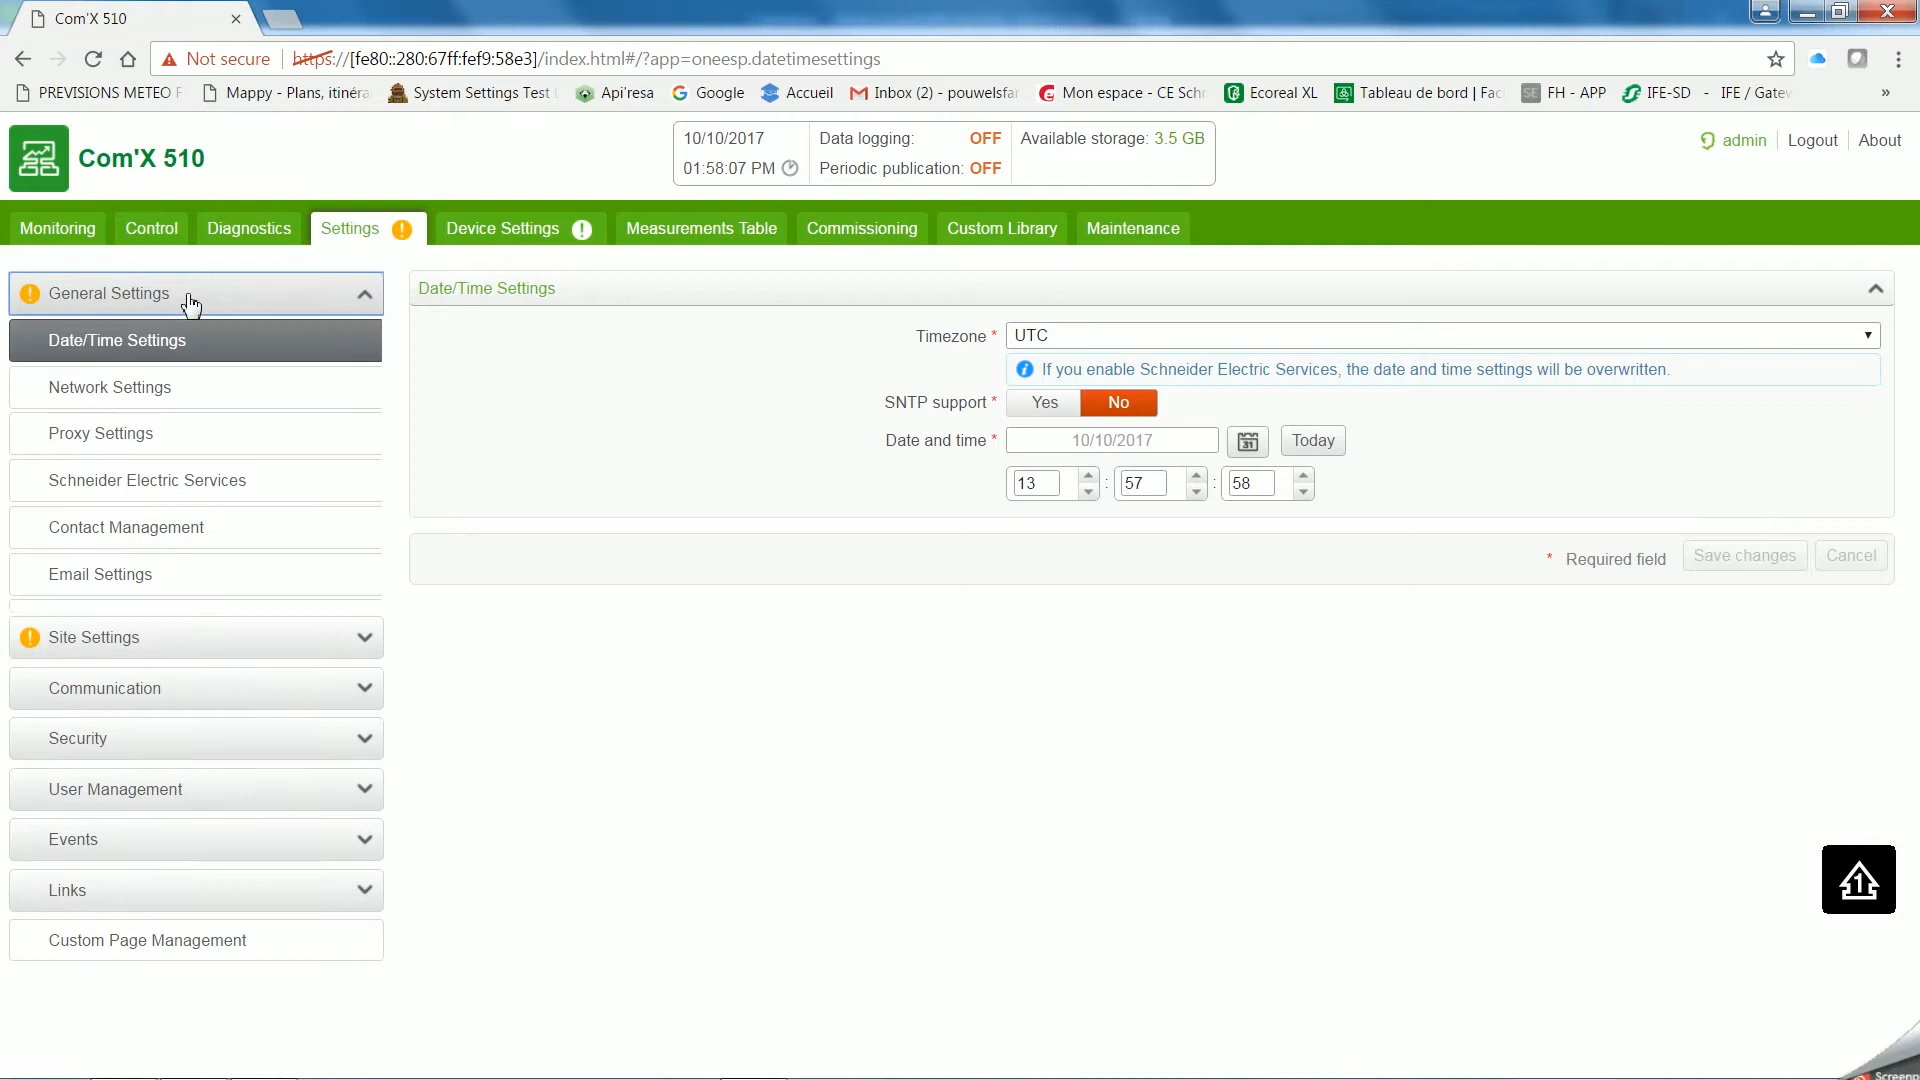 Com'X 510
Not secure https://[fe80::280:67ff:fef9:58e3]/index.html#/?app=oneesp.datetimesettings
PREVISIONS METEO F Mappy - Plans, itinéra System Settings Test Api'resa Google Accueil Inbox (2) - pouwelsfa Mon espace - CE Sch Ecoreal XL Tableau de bord | Fac SE FH - APP IFE-SD - IFE / Gate »
Com'X 510
10/10/2017 Data logging: OFF Available storage: 3.5 GB
01:58:07 PM Periodic publication: OFF
admin Logout About
Monitoring Control Diagnostics Settings ! Device Settings ! Measurements Table Commissioning Custom Library Maintenance
! General Settings
Date/Time Settings
Network Settings
Proxy Settings
Schneider Electric Services
Contact Management
Email Settings
! Site Settings
Communication
Security
User Management
Events
Links
Custom Page Management
Date/Time Settings
Timezone * UTC
i If you enable Schneider Electric Services, the date and time settings will be overwritten.
SNTP support * Yes No
Date and time * 10/10/2017 31 Today
13 : 57 : 58
* Required field Save changes Cancel
1